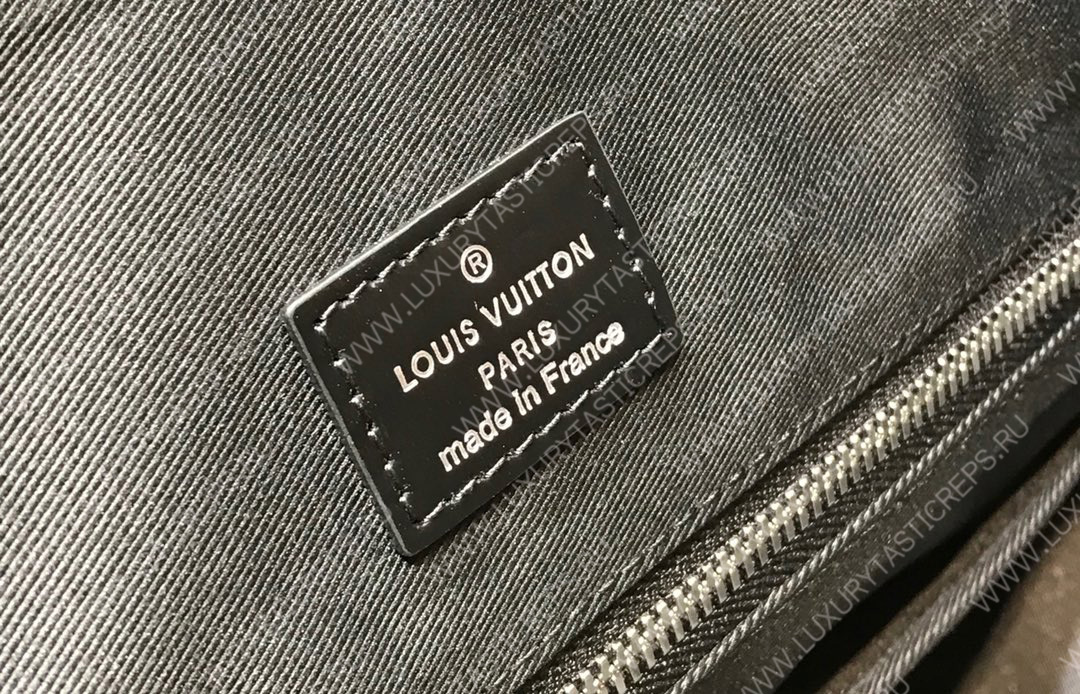 ®
LOUIS VUITTON
PARIS
made in France
WWW.LUXURYTASTICREPS.RU